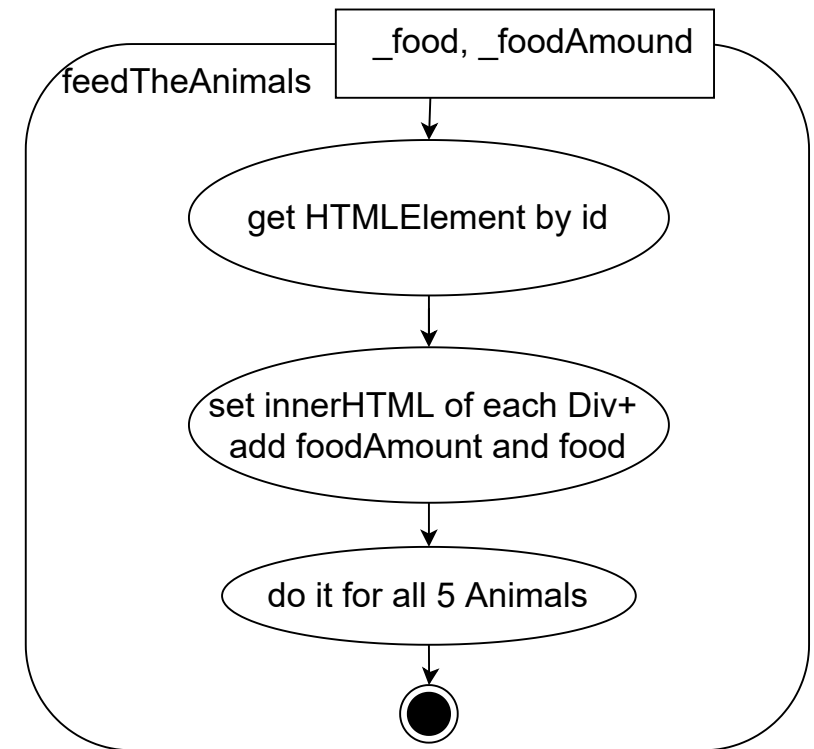 _food, _foodAmound
feedTheAnimals
get HTMLElement by id
set innerHTML of each Div+
add foodAmount and food
do it for all 5 Animals